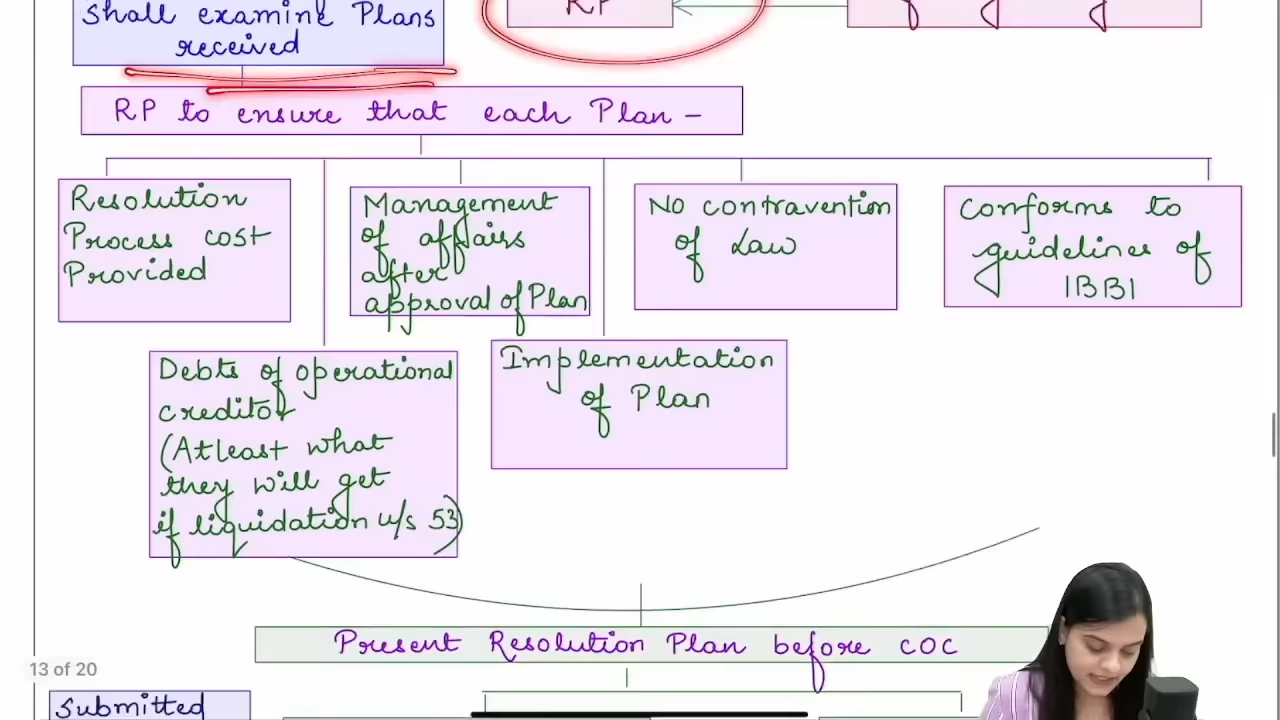 shall examine Plans
received
RP
RP to ensure that each Plan -
Resolution
Process cost
Provided
Management
of affairs
after
approval of Plan
No contravention
of Law
Conforms to
guidelines of
IBBI
Debts of operational
creditor
(Atleast what
they will get
if liquidation u/s 53)
Implementation
of Plan
Present Resolution Plan before COC
13 of 20
Submitted